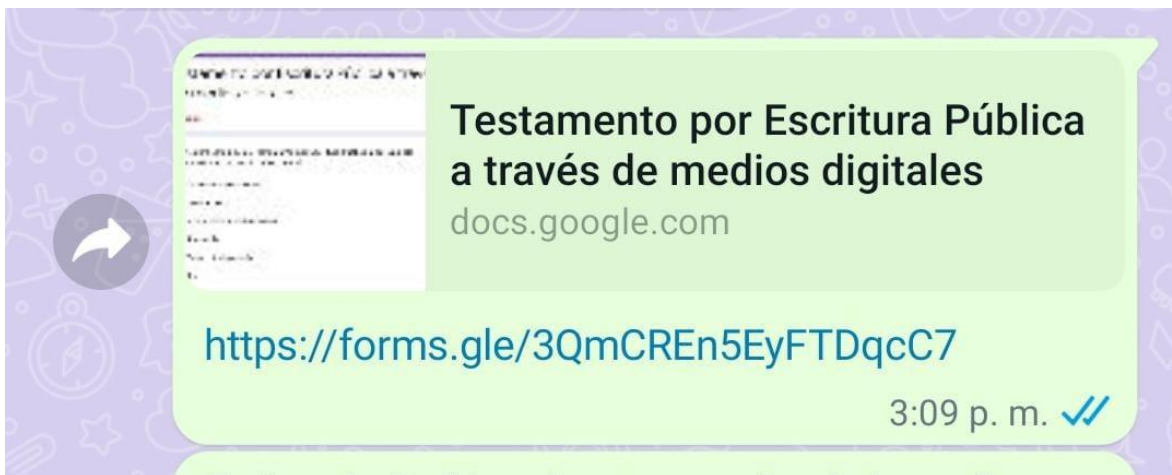 Testamento por Escritura Pública
a través de medios digitales
docs.google.com
https://forms.gle/3QmCREn5EyFTDqcC7
3:09 p. m.